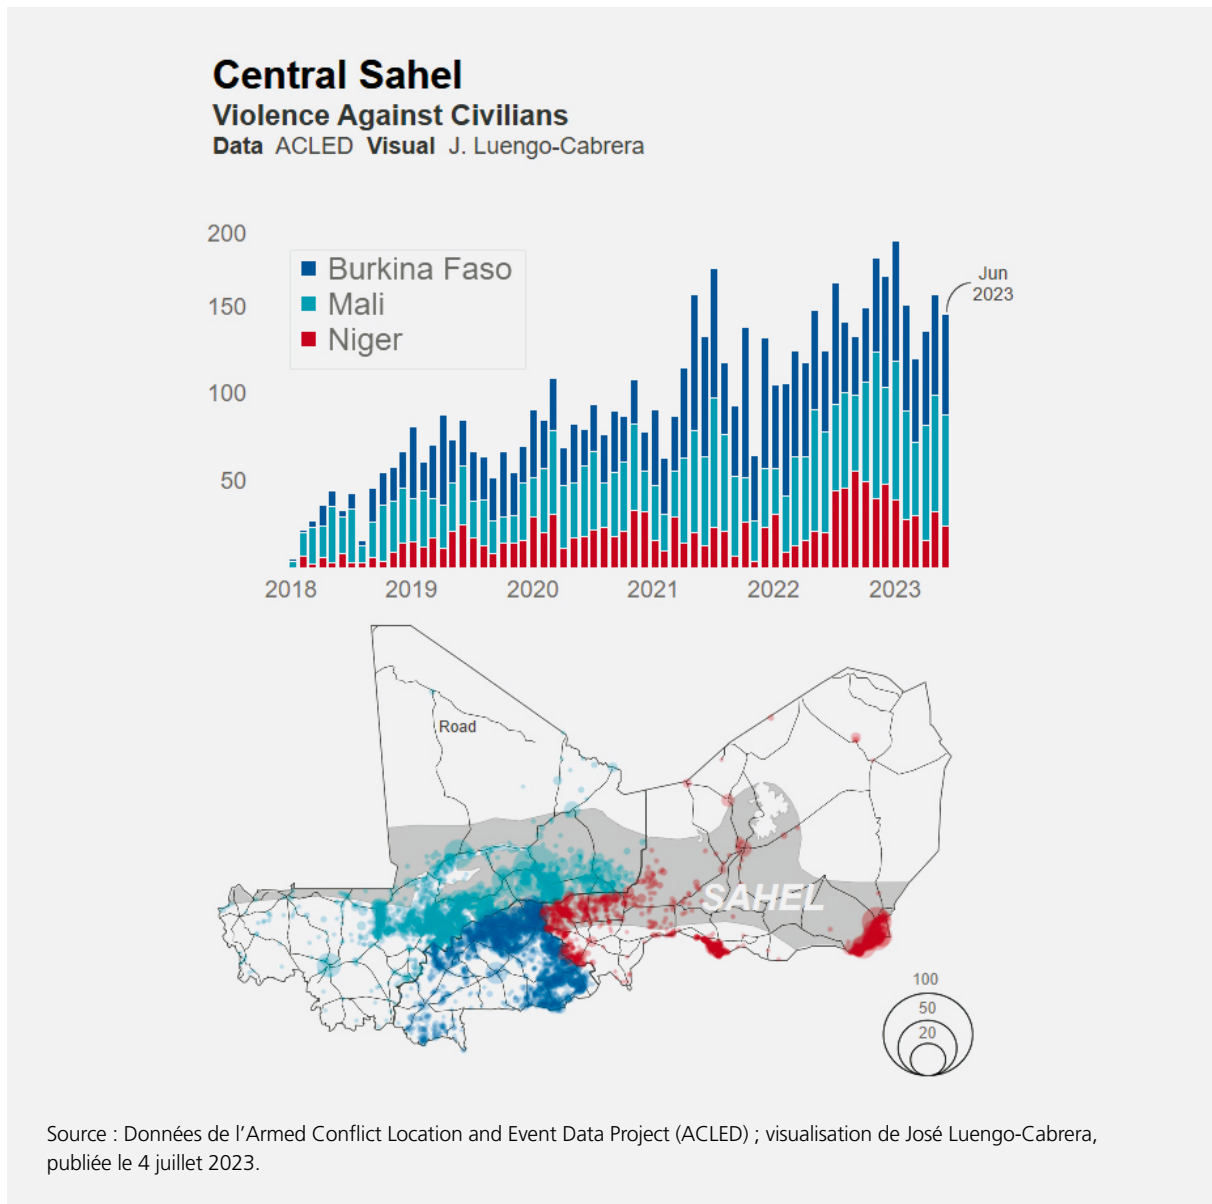 Central Sahel
Violence Against Civilians
Data ACLED Visual J. Luengo-Cabrera
200
150
100
50
Burkina Faso
Mali
Niger
Jun
2023
2018 2019 2020 2021 2022 2023
Road
SAHEL
100
50
20
Source : Données de l'Armed Conflict Location and Event Data Project (ACLED) ; visualisation de José Luengo-Cabrera,
publiée le 4 juillet 2023.